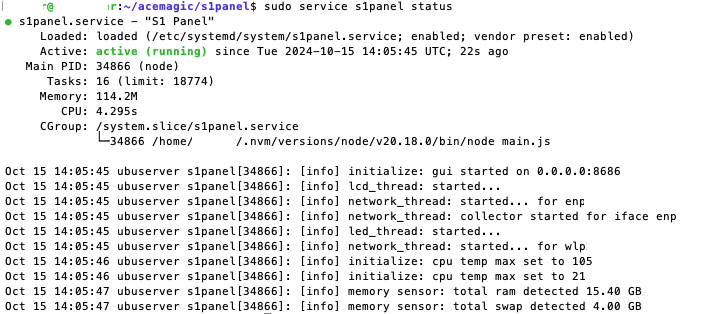 r@ r:~/acemagic/s1panel$ sudo service s1panel status
● s1panel.service - "S1 Panel"
Loaded: loaded (/etc/systemd/system/s1panel.service; enabled; vendor preset: enabled)
Active: active (running) since Tue 2024-10-15 14:05:45 UTC; 22s ago
Main PID: 34866 (node)
Tasks: 16 (limit: 18774)
Memory: 114.2M
CPU: 4.295s
CGroup: /system.slice/s1panel.service
└─34866 /home/ /.nvm/versions/node/v20.18.0/bin/node main.js
Oct 15 14:05:45 ubuserver s1panel[34866]: [info] initialize: gui started on 0.0.0.0:8686
Oct 15 14:05:45 ubuserver s1panel[34866]: [info] lcd_thread: started...
Oct 15 14:05:45 ubuserver s1panel[34866]: [info] network_thread: started... for enp
Oct 15 14:05:45 ubuserver s1panel[34866]: [info] network_thread: collector started for iface enp
Oct 15 14:05:45 ubuserver s1panel[34866]: [info] led_thread: started...
Oct 15 14:05:45 ubuserver s1panel[34866]: [info] network_thread: started... for wlp
Oct 15 14:05:46 ubuserver s1panel[34866]: [info] initialize: cpu temp max set to 105
Oct 15 14:05:46 ubuserver s1panel[34866]: [info] initialize: cpu temp max set to 21
Oct 15 14:05:47 ubuserver s1panel[34866]: [info] memory sensor: total ram detected 15.40 GB
Oct 15 14:05:47 ubuserver s1panel[34866]: [info] memory sensor: total swap detected 4.00 GB